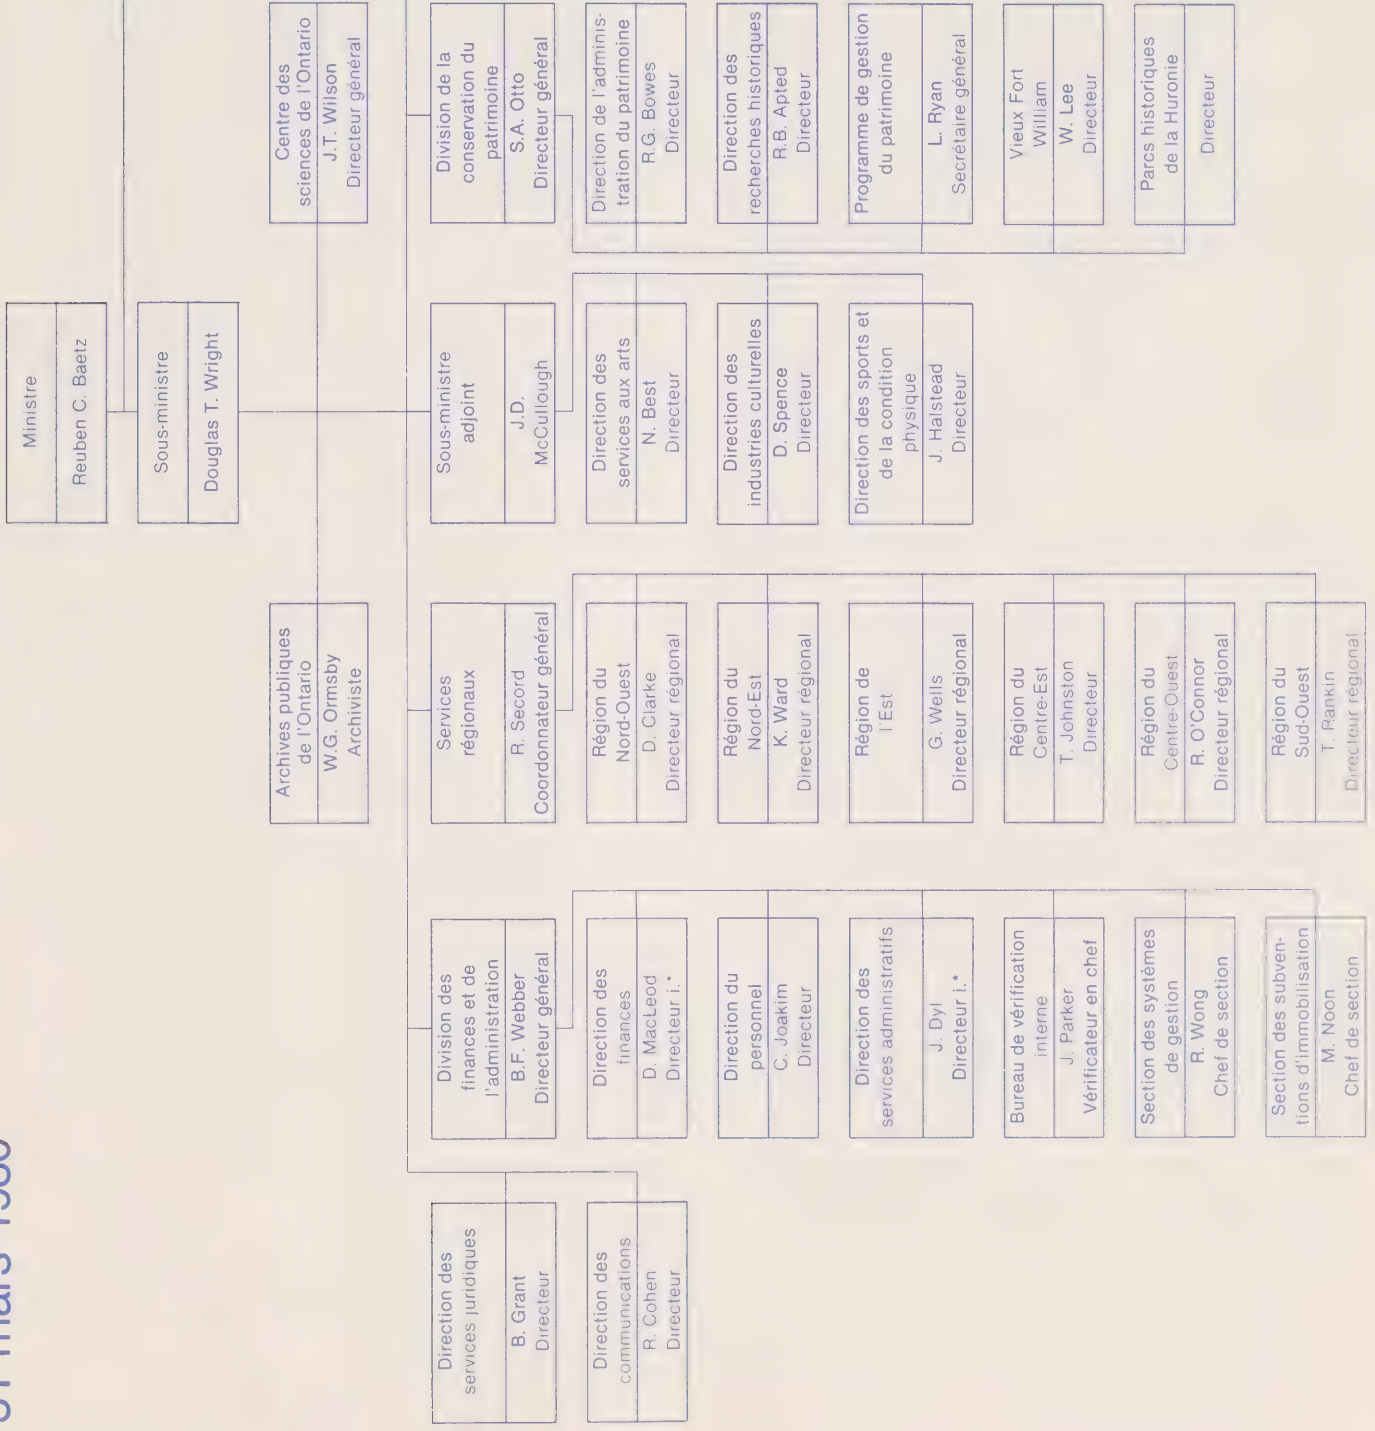 31 mars 1980
Ministre
Reuben C. Baetz
Sous-ministre
Douglas T. Wright
Archives publiques
de l'Ontario
W.G. Ormsby
Archiviste
Centre des
sciences de l'Ontario
J.T. Wilson
Directeur général
Direction des
services juridiques
B. Grant
Directeur
Direction des
communications
R. Cohen
Directeur
Division des
finances et de
l'administration
B.F. Webber
Directeur général
Direction des
finances
D. MacLeod
Directeur i.*
Direction du
personnel
C. Joakim
Directeur
Direction des
services administratifs
J. Dyl
Directeur i.*
Bureau de vérification
interne
J. Parker
Vérificateur en chef
Section des systèmes
de gestion
R. Wong
Chef de section
Section des subven-
tions d'immobilisation
M. Noon
Chef de section
Services
régionaux
R. Secord
Coordonnateur général
Région du
Nord-Ouest
D. Clarke
Directeur régional
Région du
Nord-Est
K. Ward
Directeur régional
Région de
l'Est
G. Wells
Directeur régional
Région du
Centre-Est
T. Johnston
Directeur
Région du
Centre-Ouest
R. O'Connor
Directeur régional
Région du
Sud-Ouest
T. Rankin
Directeur régional
Sous-ministre
adjoint
J.D.
McCullough
Direction des
services aux arts
N. Best
Directeur
Direction des
industries culturelles
D. Spence
Directeur
Direction des sports et
de la condition
physique
J. Halstead
Directeur
Division de la
conservation du
patrimoine
S.A. Otto
Directeur général
Direction de l'adminis-
tration du patrimoine
R.G. Bowes
Directeur
Direction des
recherches historiques
R.B. Apted
Directeur
Programme de gestion
du patrimoine
L. Ryan
Secrétaire général
Vieux Fort
William
W. Lee
Directeur
Parcs historiques
de la Huronie
Directeur